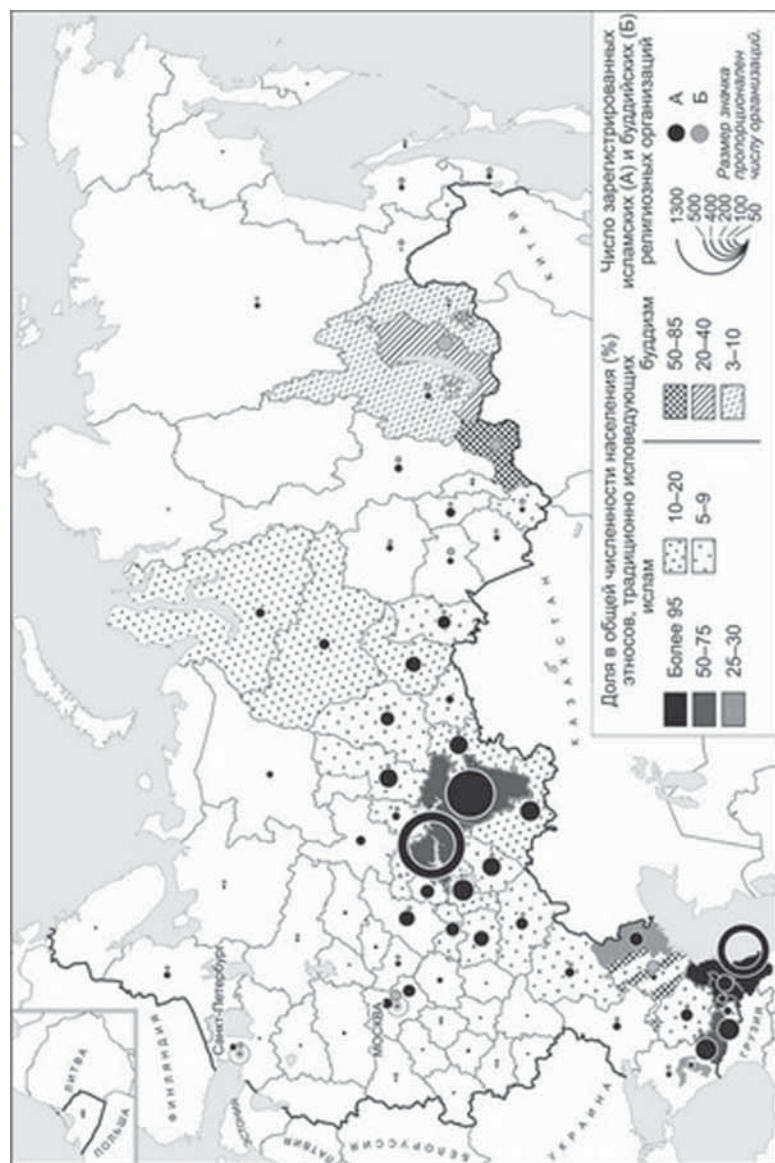 ПОЛЬША
ЛИТВА
ФИНЛЯНДИЯ
Санкт-Петербург
ЭСТОНИЯ
ЛАТВИЯ
БЕЛОРУССИЯ
МОСКВА
УКРАИНА
ГРУЗИЯ
КАЗАХСТАН
КИТАЙ
Доля в общей численности населения (%)
этносов, традиционно исповедующих
ислам
буддизм
Более 95
50–75
25–30
10–20
5–9
50–85
20–40
3–10
Число зарегистрированных
исламских (А) и буддийских (Б)
религиозных организаций
1300
500
400
200
100
50
А
Б
Размер значка
пропорционален
числу организаций.